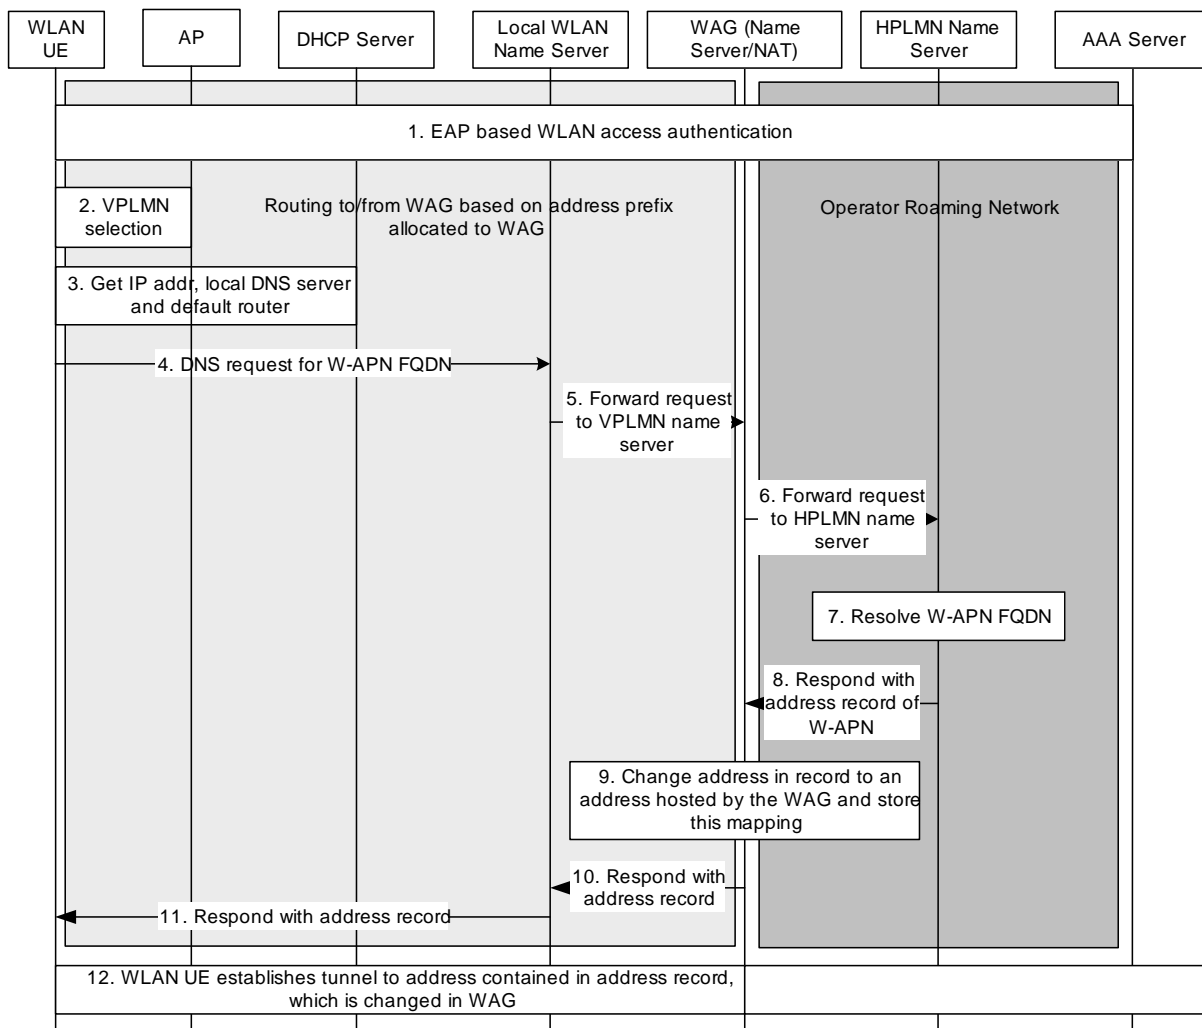 WLAN
UE
AP
DHCP Server
Local WLAN
Name Server
WAG (Name
Server/NAT)
HPLMN Name
Server
AAA Server
1. EAP based WLAN access authentication
2. VPLMN
selection
Routing to/from WAG based on address prefix
allocated to WAG
Operator Roaming Network
3. Get IP addr, local DNS server
and default router
4. DNS request for W-APN FQDN
5. Forward request
to VPLMN name
server
6. Forward request
to HPLMN name
server
7. Resolve W-APN FQDN
8. Respond with
address record of
W-APN
9. Change address in record to an
address hosted by the WAG and store
this mapping
10. Respond with
address record
11. Respond with address record
12. WLAN UE establishes tunnel to address contained in address record,
which is changed in WAG